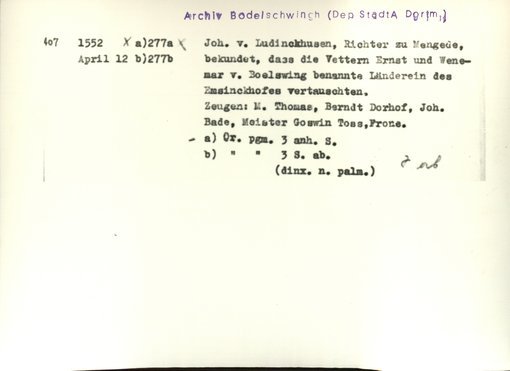 Archiv Bodelschwingh (Dep StadtA Dortm.)
407 1552 X a)277a X Joh. v. Ludinckhusen, Richter zu Mengede,
April 12 b)277b bekundet, dass die Vettern Ernst und Wene-
mar v. Boelswing benannte Länderein des
Emsinckhofes vertauschten.
Zeugen: M. Thomas, Berndt Dorhof, Joh.
Bade, Meister Goswin Toss,Frone.
- a) Or. pgm. 3 anh. S.
b) " " 3 S. ab.
(dinx. n. palm.)